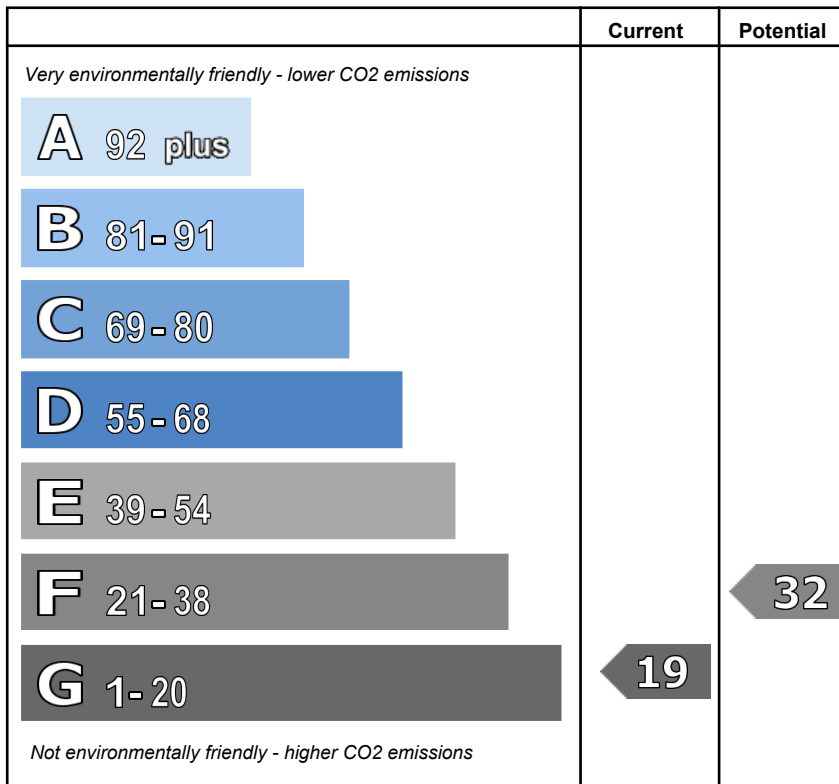 Current Potential
Very environmentally friendly - lower CO2 emissions
A 92 plus
B 81-91
C 69-80
D 55-68
E 39-54
F 21-38
32
G 1-20
19
Not environmentally friendly - higher CO2 emissions